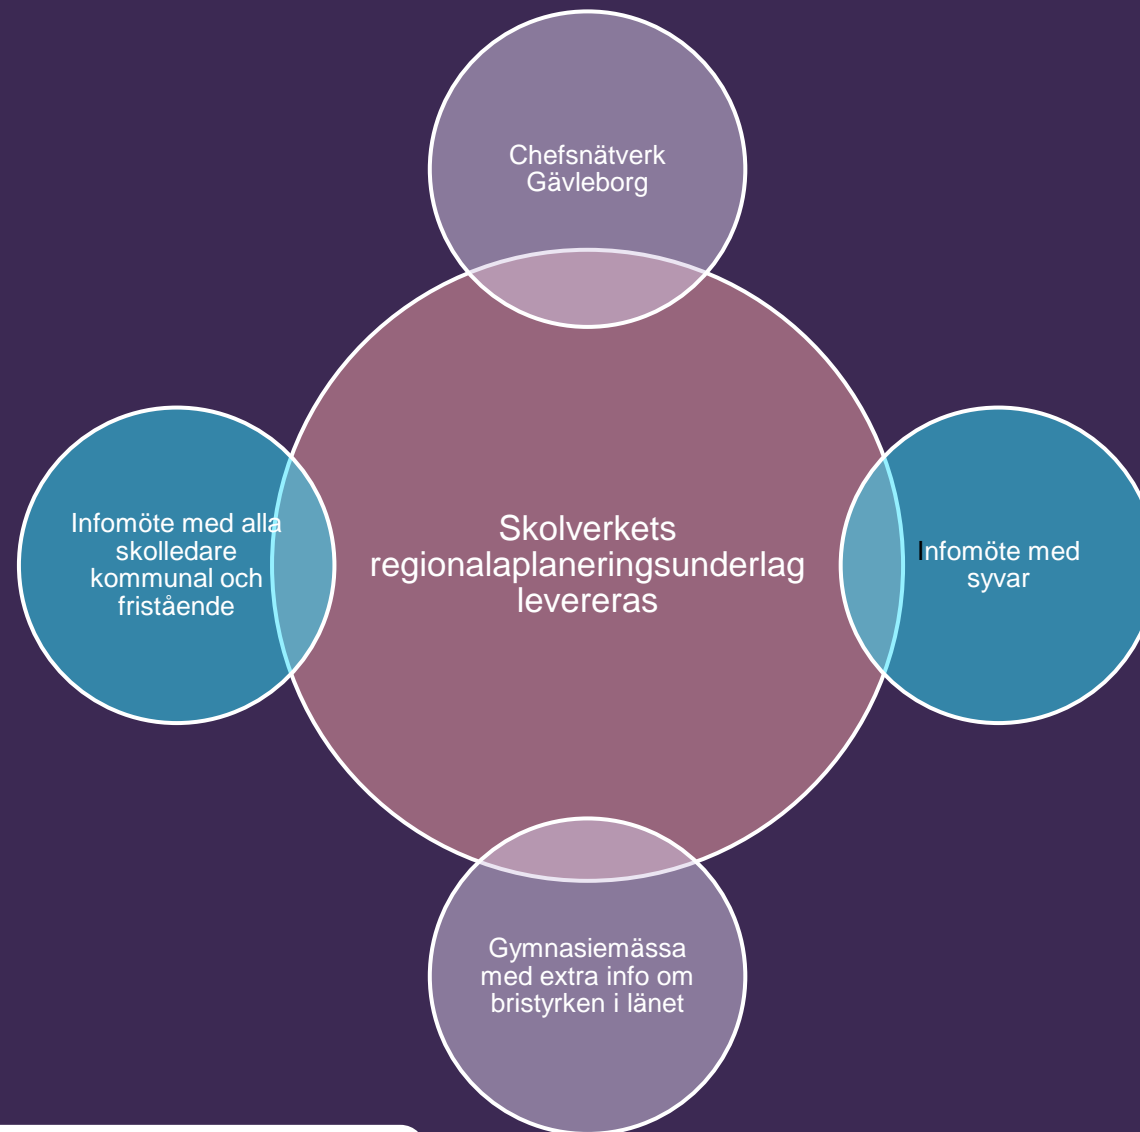 Chefsnätverk
Gävleborg
Infomöte med alla
skolledare
kommunal och
fristående
Skolverkets
regionalaplaneringsunderlag
levereras
Infomöte med
syvar
Gymnasiemässa
med extra info om
bristyrken i länet